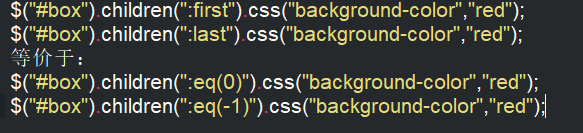 $("#box").children(":first").css("background-color","red");
$("#box").children(":last").css("background-color","red");
等价于：
$("#box").children(":eq(0)").css("background-color","red");
$("#box").children(":eq(-1)").css("background-color","red");